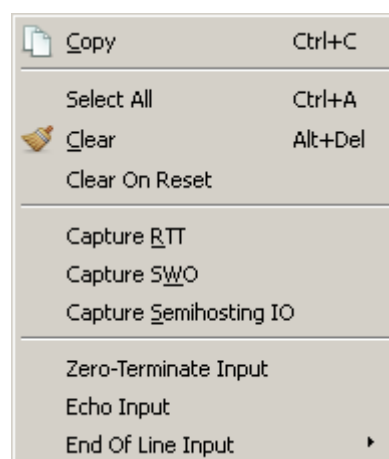 Copy Ctrl+C
Select All Ctrl+A
Clear Alt+Del
Clear On Reset
Capture RTT
Capture SWO
Capture Semihosting IO
Zero-Terminate Input
Echo Input
End Of Line Input